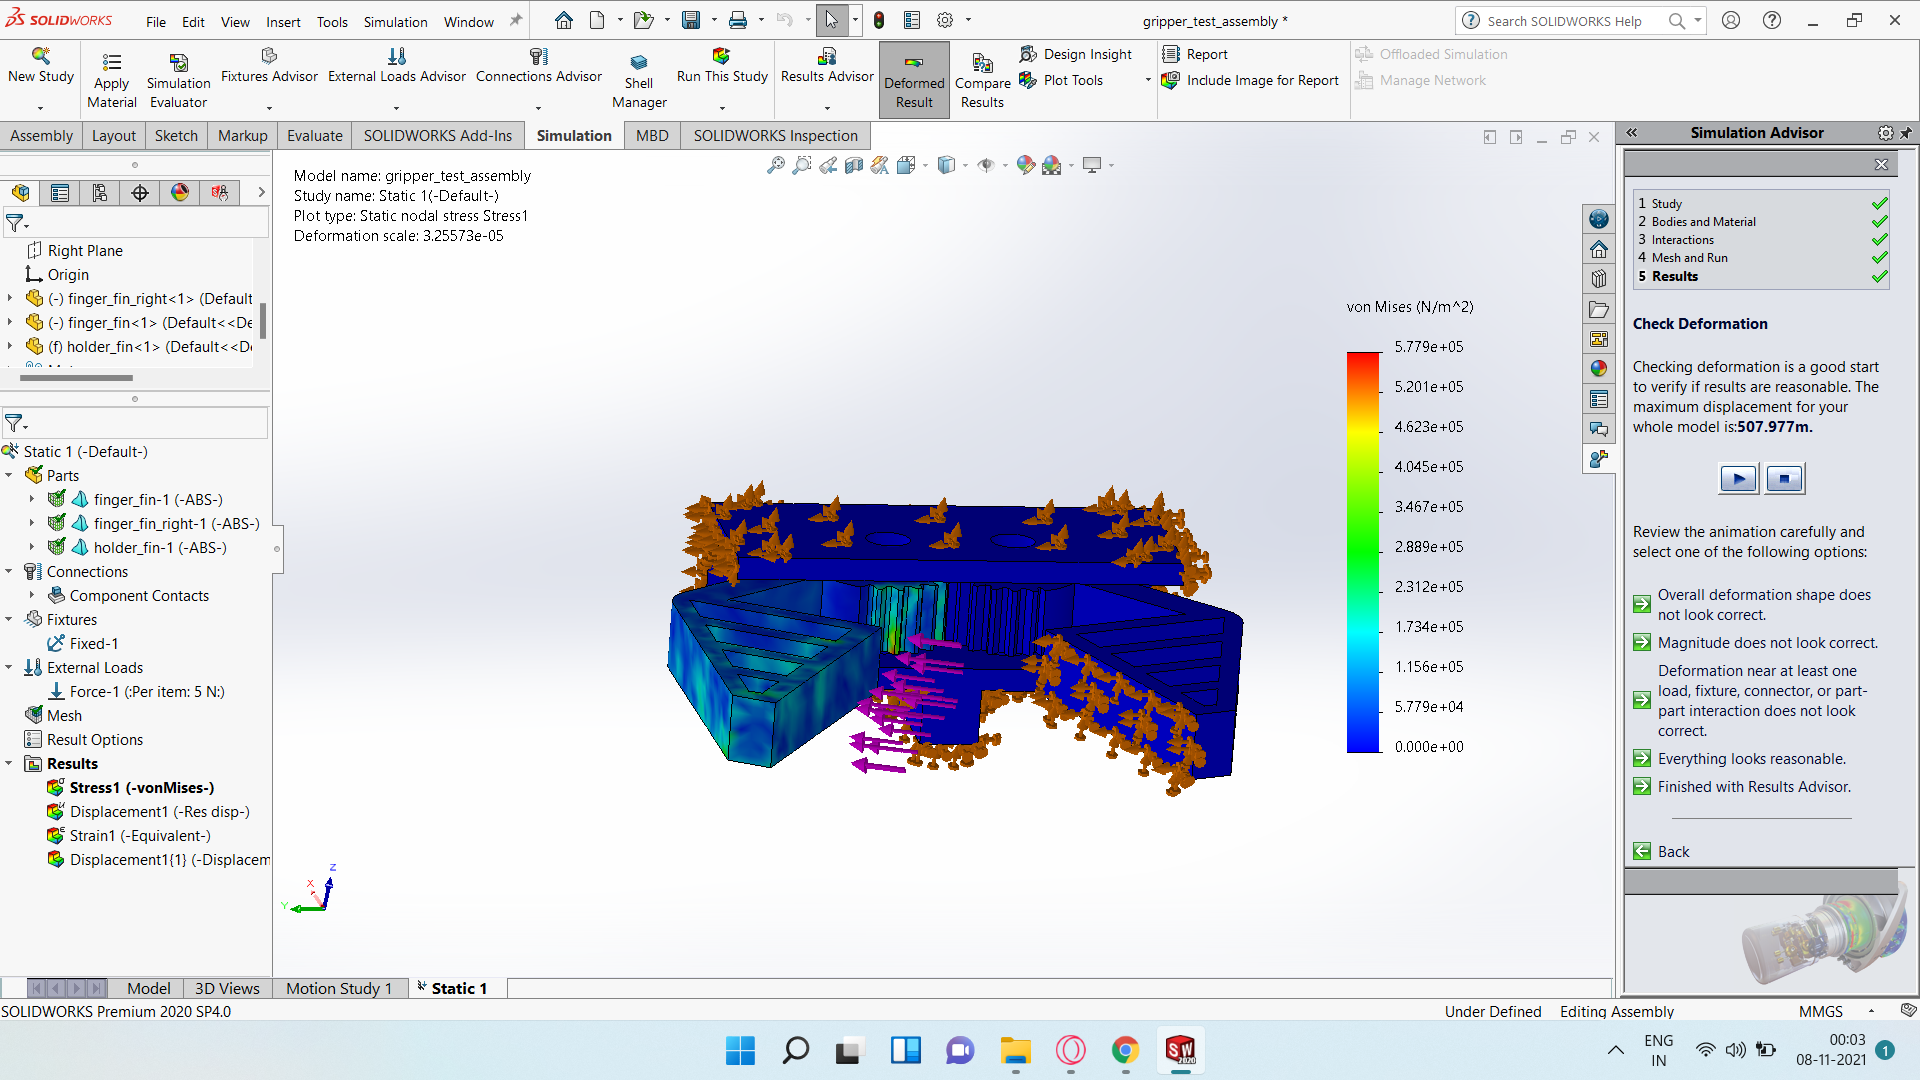 SOLIDWORKS
File
Edit
View
Insert
Tools
Simulation
Window
gripper_test_assembly *
Search SOLIDWORKS Help
New Study
Apply
Material
Simulation
Evaluator
Fixtures Advisor
External Loads Advisor
Connections Advisor
Shell
Manager
Run This Study
Results Advisor
Deformed
Result
Compare
Results
Design Insight
Plot Tools
Report
Include Image for Report
Offloaded Simulation
Manage Network
Assembly
Layout
Sketch
Markup
Evaluate
SOLIDWORKS Add-Ins
Simulation
MBD
SOLIDWORKS Inspection
Right Plane
Origin
(-) finger_fin_right<1> (Default
(-) finger_fin<1> (Default<<De
(f) holder_fin<1> (Default<<D
Static 1 (-Default-)
Parts
finger_fin-1 (-ABS-)
finger_fin_right-1 (-ABS-)
holder_fin-1 (-ABS-)
Connections
Component Contacts
Fixtures
Fixed-1
External Loads
Force-1 (:Per item: 5 N:)
Mesh
Result Options
Results
Stress1 (-vonMises-)
Displacement1 (-Res disp-)
Strain1 (-Equivalent-)
Displacement1{1} (-Displacem
Model name: gripper_test_assembly
Study name: Static 1(-Default-)
Plot type: Static nodal stress Stress1
Deformation scale: 3.25573e-05
von Mises (N/m^2)
5.779e+05
5.201e+05
4.623e+05
4.045e+05
3.467e+05
2.889e+05
2.312e+05
1.734e+05
1.156e+05
5.779e+04
0.000e+00
Z
X
Y
Simulation Advisor
1 Study
2 Bodies and Material
3 Interactions
4 Mesh and Run
5 Results
Check Deformation
Checking deformation is a good start
to verify if results are reasonable. The
maximum displacement for your
whole model is:507.977m.
Review the animation carefully and
select one of the following options:
Overall deformation shape does
not look correct.
Magnitude does not look correct.
Deformation near at least one
load, fixture, connector, or part-
part interaction does not look
correct.
Everything looks reasonable.
Finished with Results Advisor.
Back
Model
3D Views
Motion Study 1
Static 1
SOLIDWORKS Premium 2020 SP4.0
Under Defined
Editing Assembly
MMGS
SW
2020
ENG
IN
00:03
08-11-2021
1